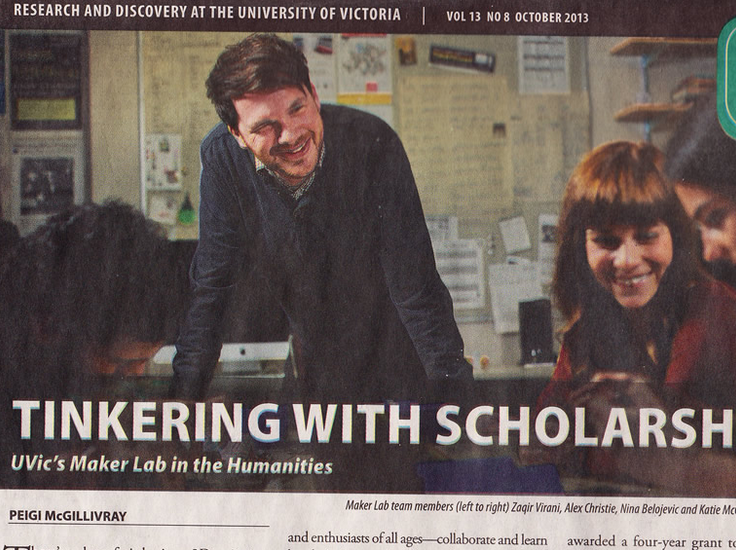 RESEARCH AND DISCOVERY AT THE UNIVERSITY OF VICTORIA | VOL 13 NO 8 OCTOBER 2013
TINKERING WITH SCHOLARSH
UVic's Maker Lab in the Humanities
Maker Lab team members (left to right) Zaqir Virani, Alex Christie, Nina Belojevic and Katie
PEIGI McGILLIVRAY
and enthusiasts of all ages—collaborate and learn
awarded a four-year grant to